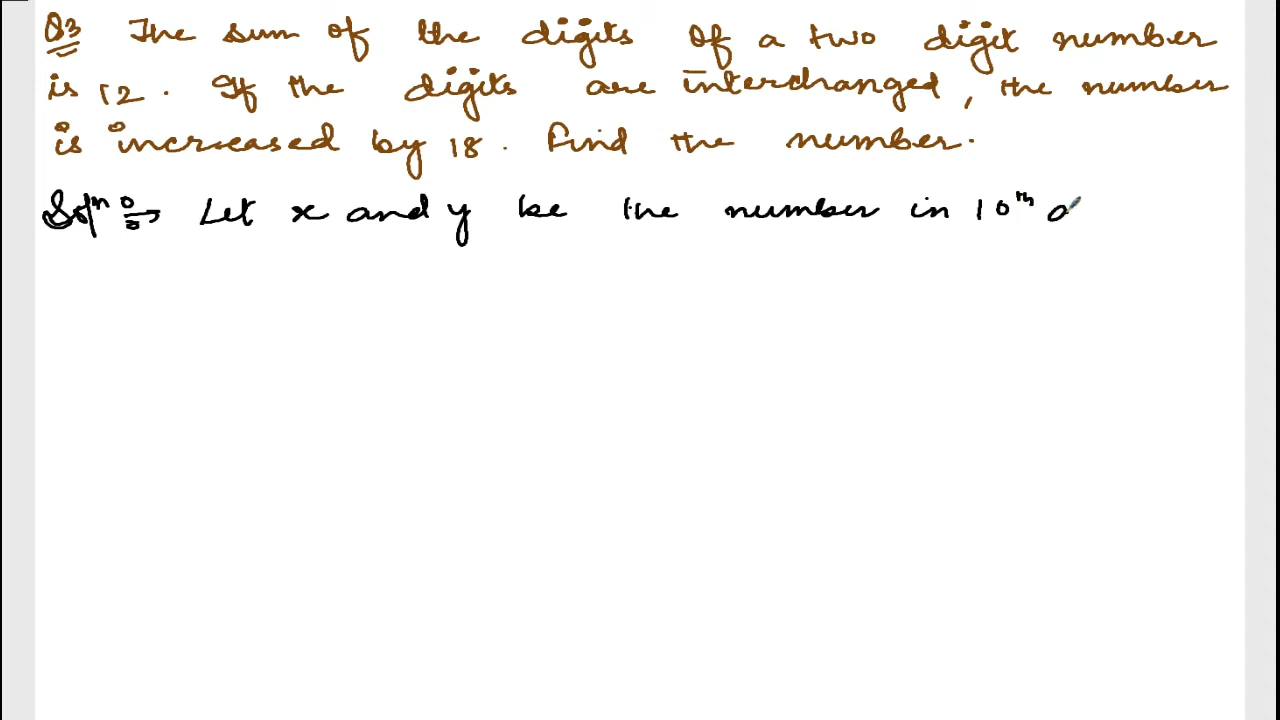 Q3 The sum of the digits of a two digit number
is 12. If the digits are interchanged, the number
is increased by 18. Find the number.
Solⁿ: → Let x and y be the number in 10th